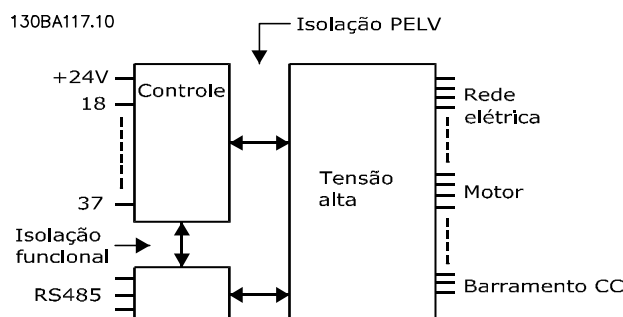 130BA117.10
Isolação PELV
+24V
Controle
18
37
Tensão
alta
Rede
elétrica
Motor
Isolação
funcional
RS485
Barramento CC